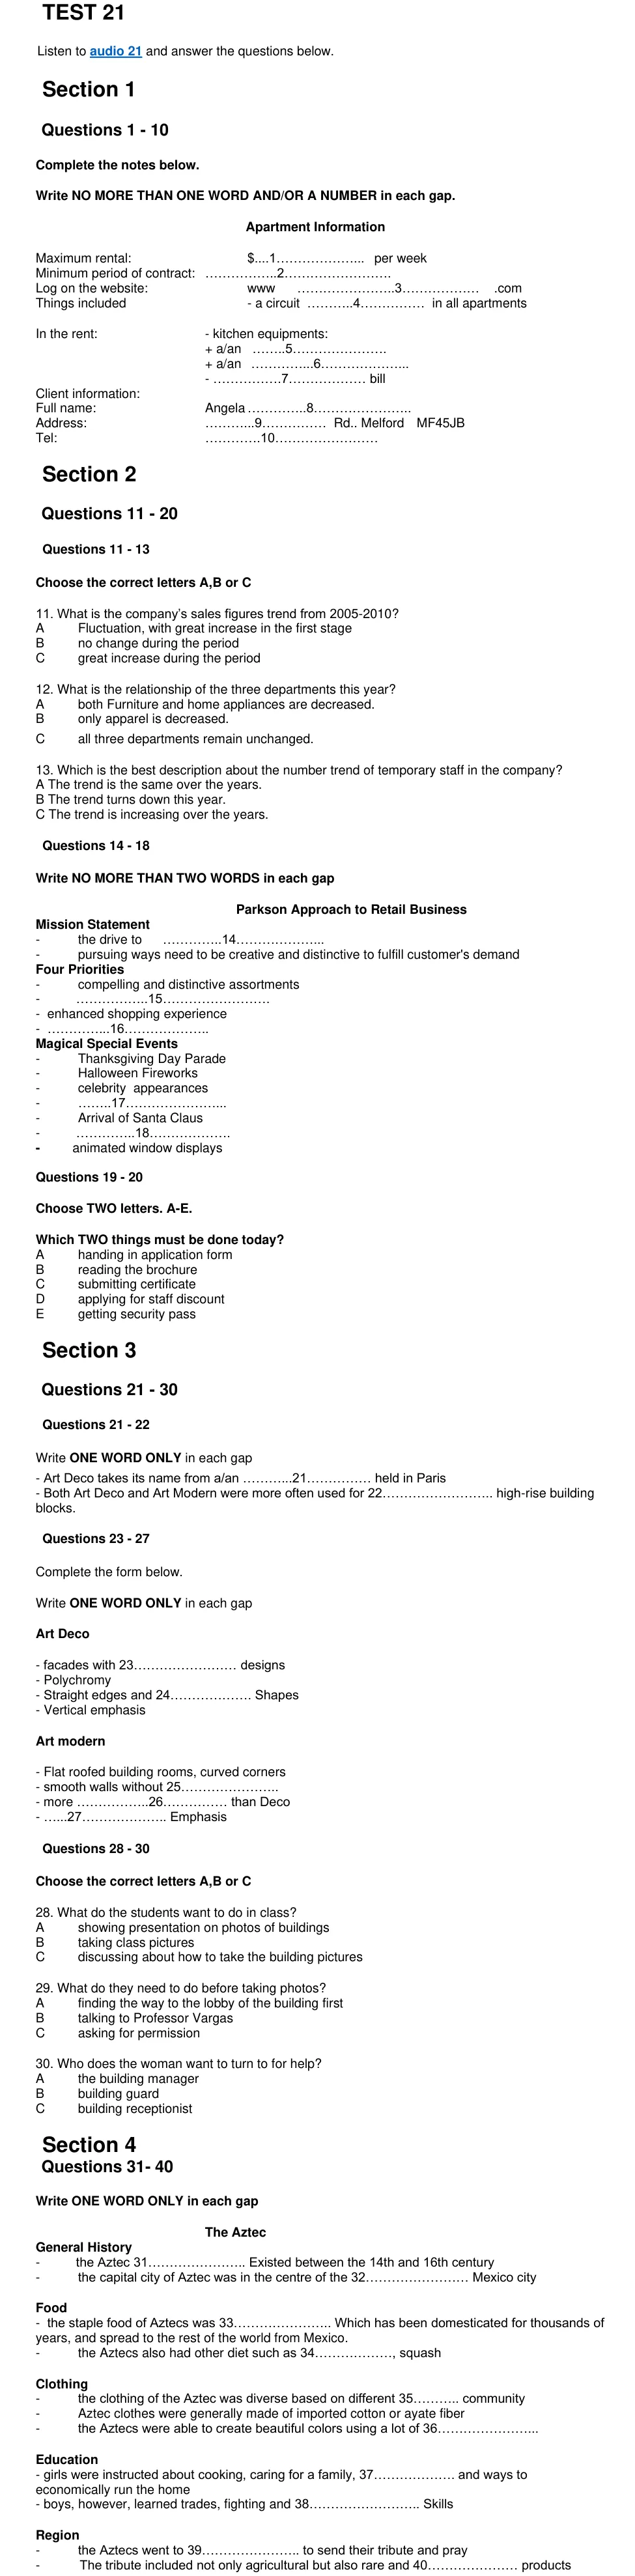 TEST 21
Listen to audio 21 and answer the questions below.
Section 1
Questions 1 - 10
Complete the notes below.
Write NO MORE THAN ONE WORD AND/OR A NUMBER in each gap.
Apartment Information
Maximum rental: $....1………………... per week
Minimum period of contract: ……………..2…………………….
Log on the website: www …………………..3……………… .com
Things included - a circuit ………..4…………… in all apartments
In the rent: - kitchen equipments:
+ a/an ……..5………………….
+ a/an …………...6………………..
- …………….7……………… bill
Client information:
Full name: Angela …………..8…………………..
Address: ………...9…………… Rd.. Melford MF45JB
Tel: ………….10……………………
Section 2
Questions 11 - 20
Questions 11 - 13
Choose the correct letters A,B or C
11. What is the company's sales figures trend from 2005-2010?
A Fluctuation, with great increase in the first stage
B no change during the period
C great increase during the period
12. What is the relationship of the three departments this year?
A both Furniture and home appliances are decreased.
B only apparel is decreased.
C all three departments remain unchanged.
13. Which is the best description about the number trend of temporary staff in the company?
A The trend is the same over the years.
B The trend turns down this year.
C The trend is increasing over the years.
Questions 14 - 18
Write NO MORE THAN TWO WORDS in each gap
Parkson Approach to Retail Business
Mission Statement
- the drive to …………..14………………...
- pursuing ways need to be creative and distinctive to fulfill customer's demand
Four Priorities
- compelling and distinctive assortments
- ……………..15……………………
- enhanced shopping experience
- …………...16………………..
Magical Special Events
- Thanksgiving Day Parade
- Halloween Fireworks
- celebrity appearances
- ……..17…………………...
- Arrival of Santa Claus
- …………..18……………….
- animated window displays
Questions 19 - 20
Choose TWO letters. A-E.
Which TWO things must be done today?
A handing in application form
B reading the brochure
C submitting certificate
D applying for staff discount
E getting security pass
Section 3
Questions 21 - 30
Questions 21 - 22
Write ONE WORD ONLY in each gap
- Art Deco takes its name from a/an ………...21…………… held in Paris
- Both Art Deco and Art Modern were more often used for 22…………………….. high-rise building
blocks.
Questions 23 - 27
Complete the form below.
Write ONE WORD ONLY in each gap
Art Deco
- facades with 23…………………… designs
- Polychromy
- Straight edges and 24………………. Shapes
- Vertical emphasis
Art modern
- Flat roofed building rooms, curved corners
- smooth walls without 25…………………..
- more ……………..26…………… than Deco
- …...27……………….. Emphasis
Questions 28 - 30
Choose the correct letters A,B or C
28. What do the students want to do in class?
A showing presentation on photos of buildings
B taking class pictures
C discussing about how to take the building pictures
29. What do they need to do before taking photos?
A finding the way to the lobby of the building first
B talking to Professor Vargas
C asking for permission
30. Who does the woman want to turn to for help?
A the building manager
B building guard
C building receptionist
Section 4
Questions 31- 40
Write ONE WORD ONLY in each gap
The Aztec
General History
- the Aztec 31………………….. Existed between the 14th and 16th century
- the capital city of Aztec was in the centre of the 32…………………… Mexico city
Food
- the staple food of Aztecs was 33………………….. Which has been domesticated for thousands of
years, and spread to the rest of the world from Mexico.
- the Aztecs also had other diet such as 34………………, squash
Clothing
- the clothing of the Aztec was diverse based on different 35……….. community
- Aztec clothes were generally made of imported cotton or ayate fiber
- the Aztecs were able to create beautiful colors using a lot of 36…………………...
Education
- girls were instructed about cooking, caring for a family, 37………………. and ways to
economically run the home
- boys, however, learned trades, fighting and 38…………………….. Skills
Region
- the Aztecs went to 39………………….. to send their tribute and pray
- The tribute included not only agricultural but also rare and 40………………… products